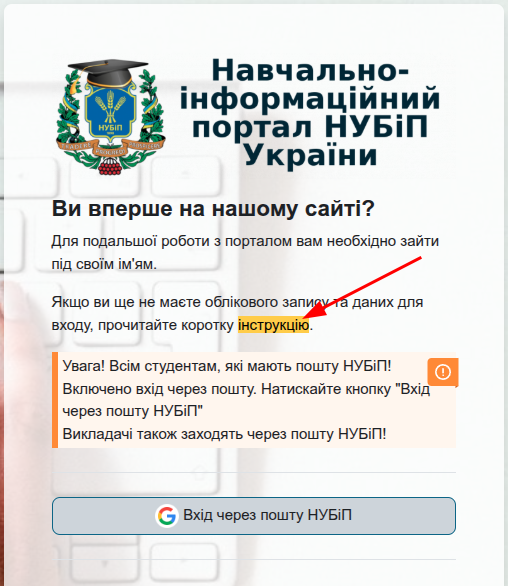 НУБіП
Навчально-
інформаційний
портал НУБіП
України
Ви вперше на нашому сайті?
Для подальшої роботи з порталом вам необхідно зайти
під своїм ім'ям.
Якщо ви ще не маєте облікового запису та даних для
входу, прочитайте коротку інструкцію.
Увага! Всім студентам, які мають пошту НУБіП!
Включено вхід через пошту. Натискайте кнопку "Вхід
через пошту НУБіП"
Викладачі також заходять через пошту НУБіП!
Вхід через пошту НУБіП